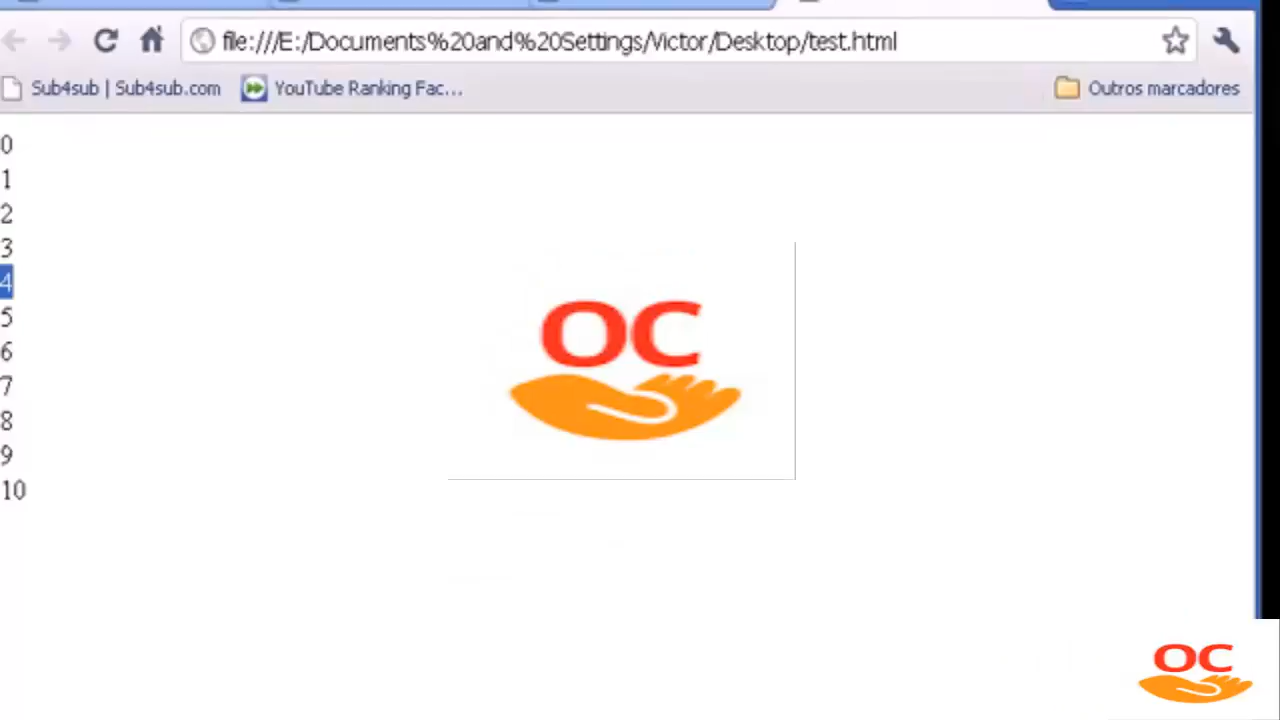 file:///E:/Documents%20and%20Settings/Victor/Desktop/test.html
Sub4sub | Sub4sub.com
YouTube Ranking Fac...
Outros marcadores
0
1
2
3
4
5
6
7
8
9
10
OC
OC